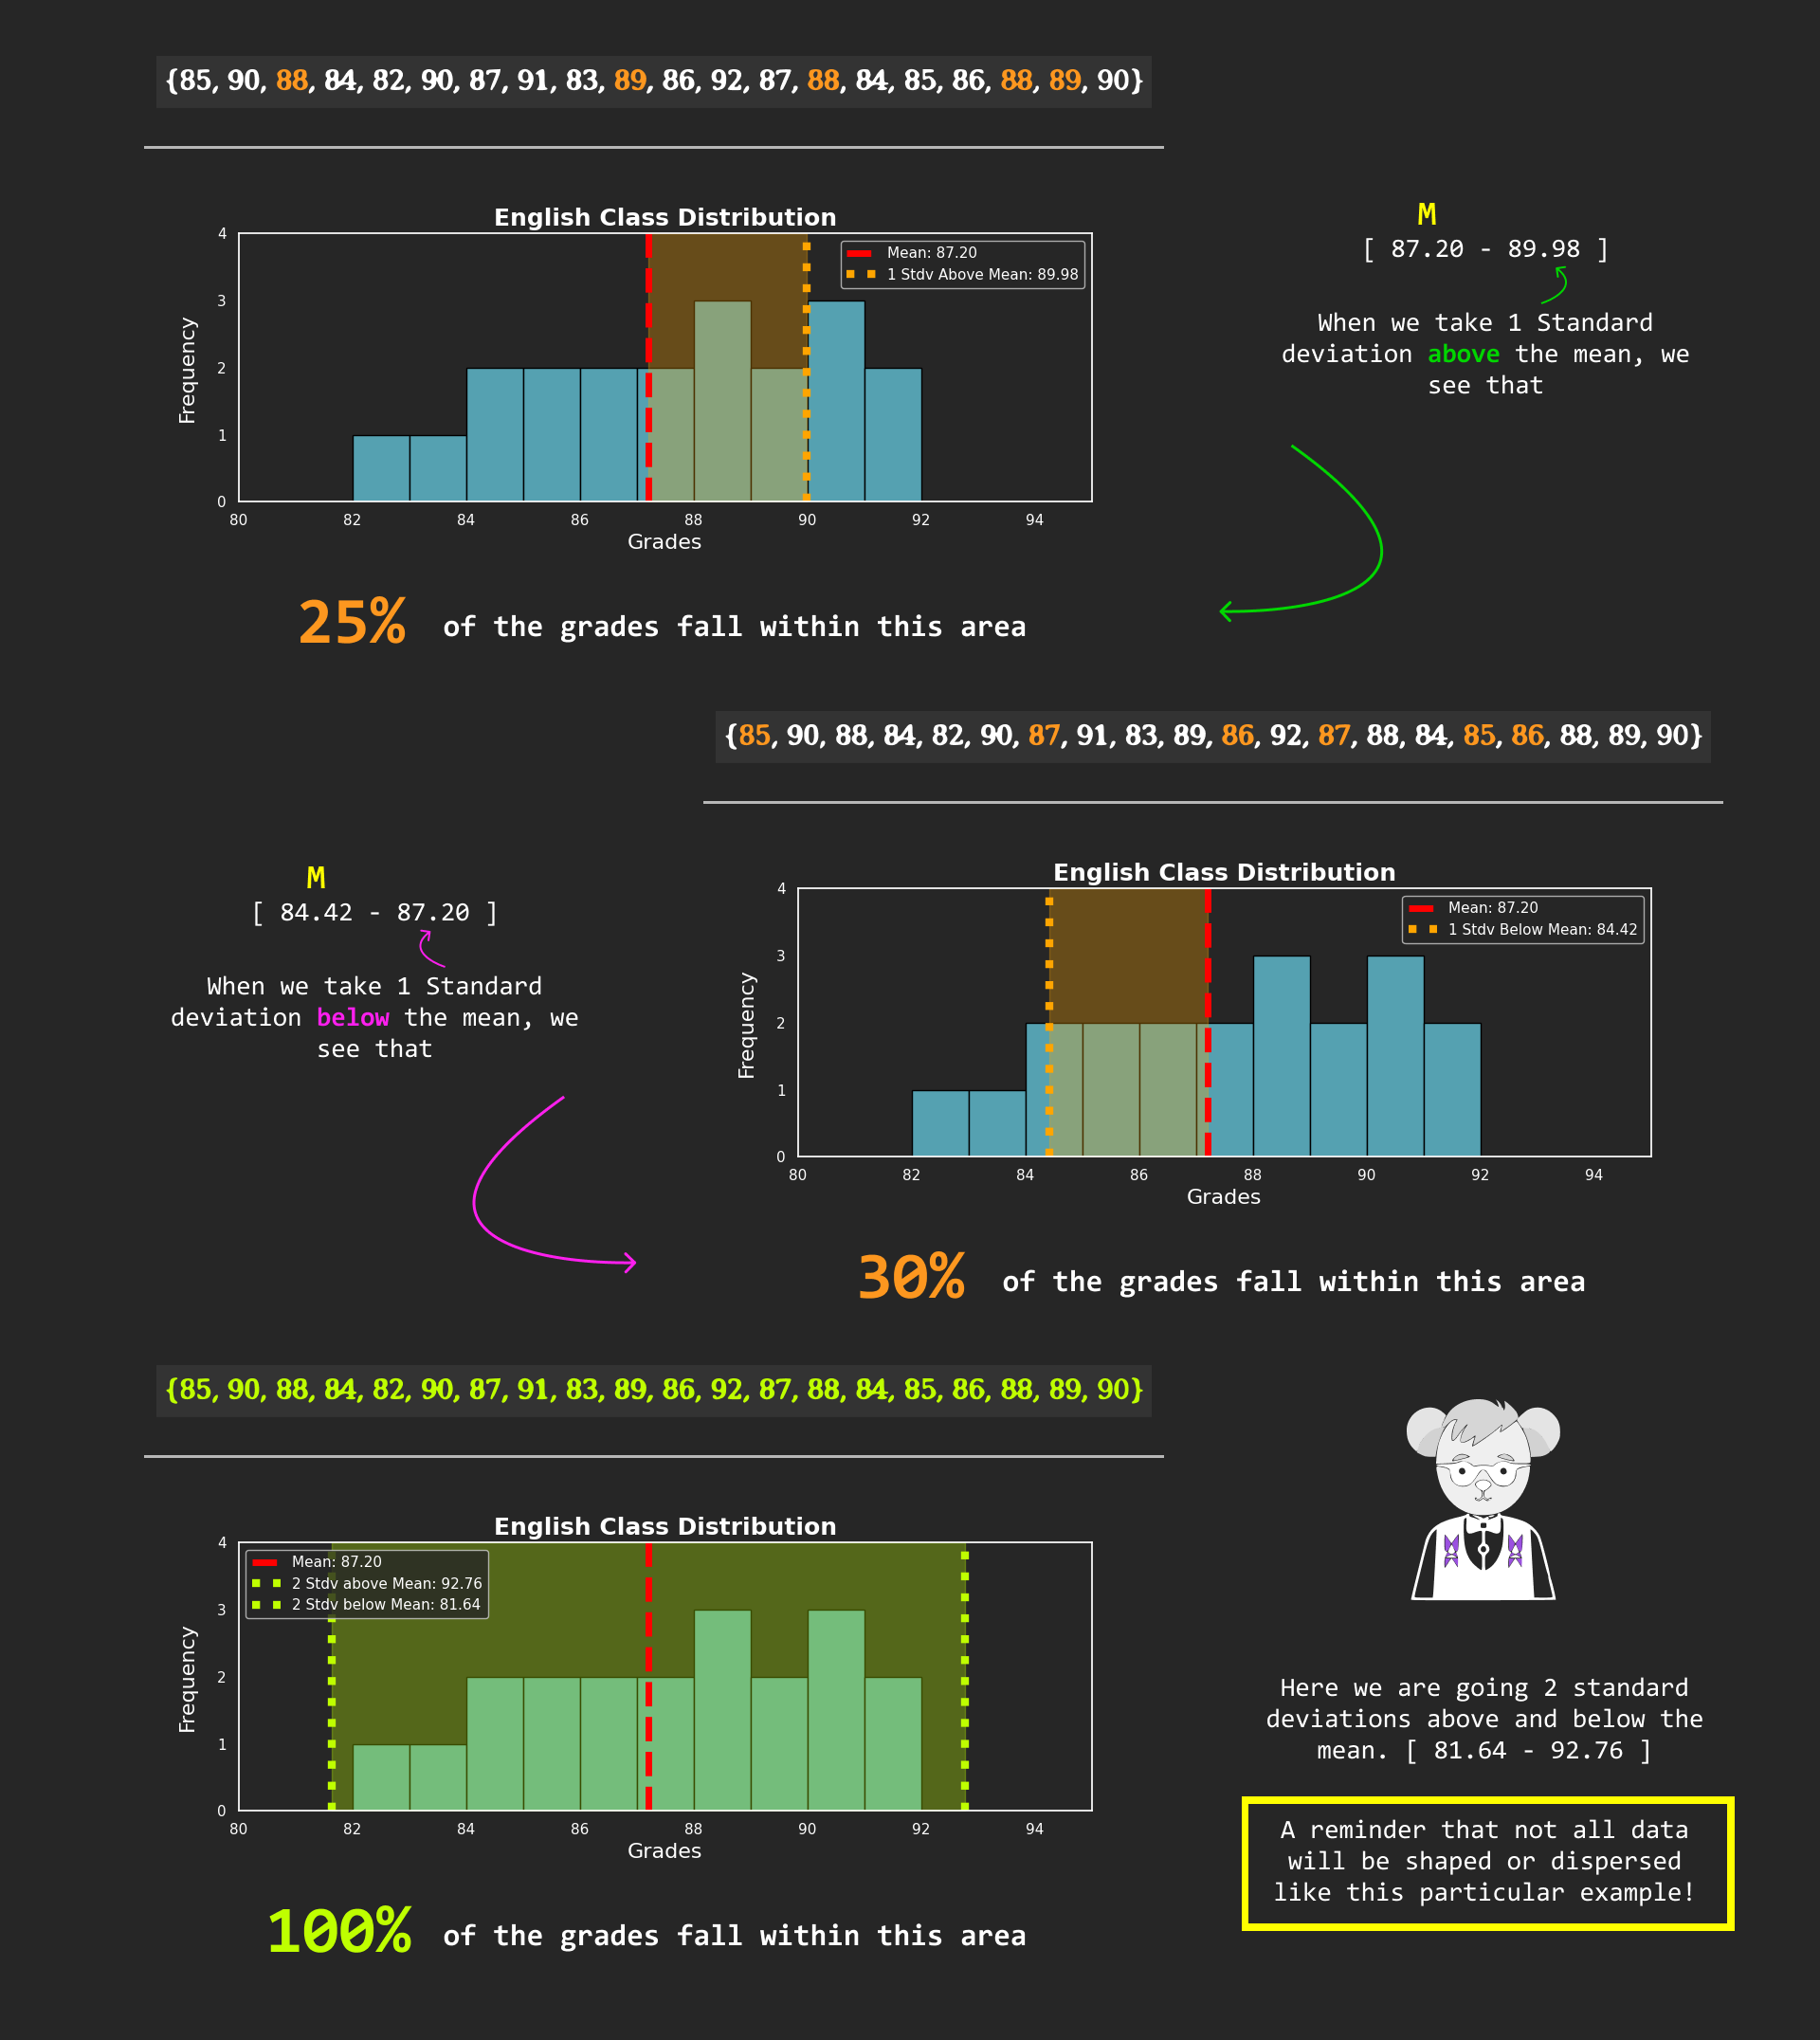 {85, 90, 88, 84, 82, 90, 87, 91, 83, 89, 86, 92, 87, 88, 84, 85, 86, 88, 89, 90}
English Class Distribution
4
3
2
1
0
Frequency
Mean: 87.20
1 Stdv Above Mean: 89.98
80 82 84 86 88 90 92 94
Grades
M
[ 87.20 - 89.98 ]
When we take 1 Standard
deviation above the mean, we
see that
25% of the grades fall within this area
{85, 90, 88, 84, 82, 90, 87, 91, 83, 89, 86, 92, 87, 88, 84, 85, 86, 88, 89, 90}
M
[ 84.42 - 87.20 ]
When we take 1 Standard
deviation below the mean, we
see that
English Class Distribution
4
3
2
1
0
Frequency
Mean: 87.20
1 Stdv Below Mean: 84.42
80 82 84 86 88 90 92 94
Grades
30% of the grades fall within this area
{85, 90, 88, 84, 82, 90, 87, 91, 83, 89, 86, 92, 87, 88, 84, 85, 86, 88, 89, 90}
English Class Distribution
4
3
2
1
0
Frequency
Mean: 87.20
2 Stdv above Mean: 92.76
2 Stdv below Mean: 81.64
80 82 84 86 88 90 92 94
Grades
100% of the grades fall within this area
Here we are going 2 standard
deviations above and below the
mean. [ 81.64 - 92.76 ]
A reminder that not all data
will be shaped or dispersed
like this particular example!